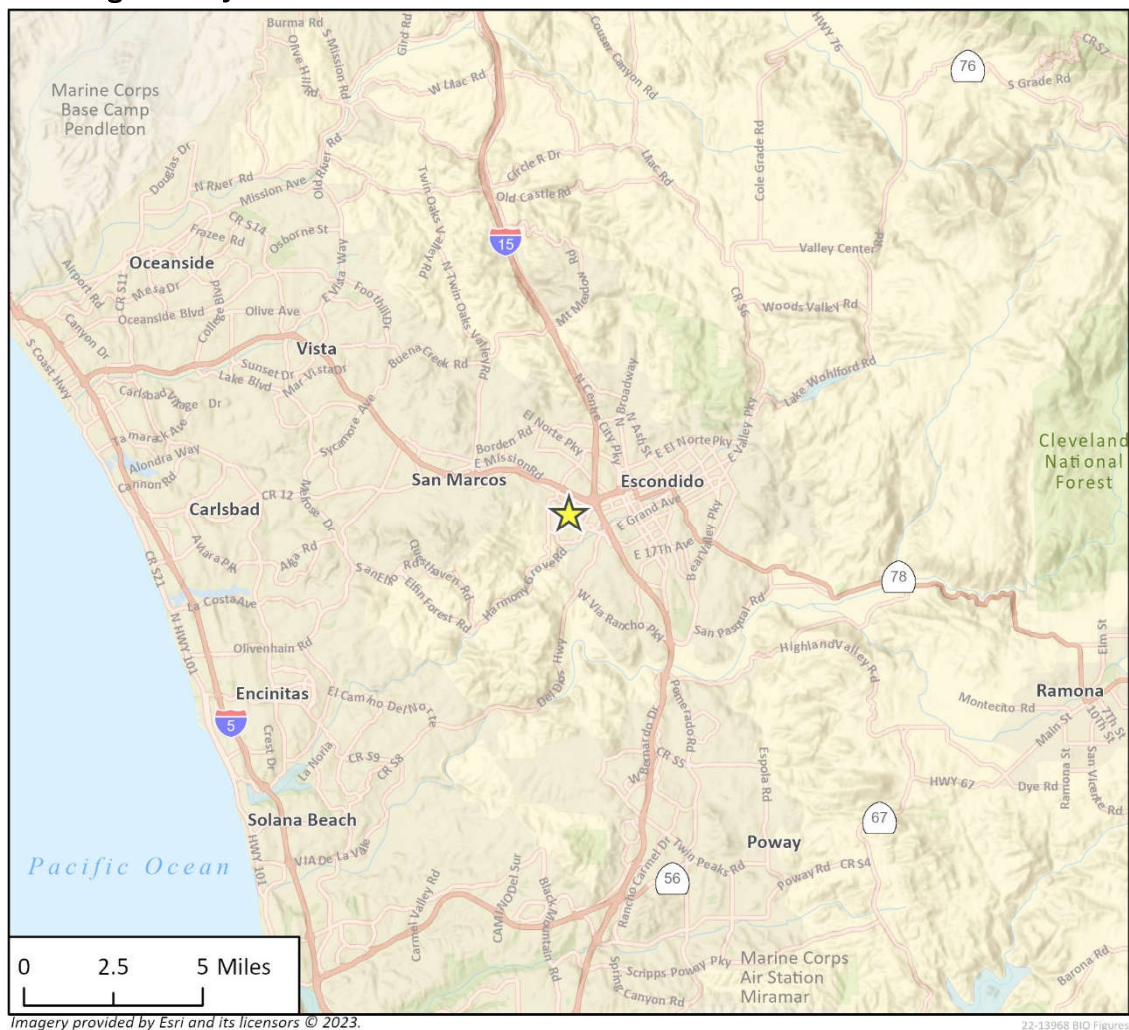 Burma Rd
Olive Hill Rd
S Mission Rd
Gird Rd
Couser Canyon Rd
HWY 76
76
CR S7
S Grade Rd
Marine Corps
Base Camp
Pendleton
W Lilac Rd
Douglas Dr
N River Rd
Mission Ave
Old River Rd
Circle R Dr
Old Castle Rd
Lilac Rd
Cole Grade Rd
Twin Oaks Valley Rd
N Twin Oaks Valley Rd
CR S14
Frazee Rd
Osborne St
15
Valley Center Rd
Oceanside
Airport Rd
CR S11
Mesa Dr
College Blvd
E Vista Way
Foothill Dr
Mt Meadow Rd
CR S6
Woods Valley Rd
Oceanside Blvd
Olive Ave
Canyon Dr
S Coast Hwy
Vista
Buena Creek Rd
Sunset Dr
Mar Vista Dr
Lake Blvd
N Centre City Pky
N Broadway
N Ash St
Lake Wohlford Rd
Carlsbad Village Dr
Sycamore Ave
El Norte Pky
E El Norte Pky
E Valley Pky
Tamarack Ave
Alondra Way
Cannon Rd
Borden Rd
E Mission Rd
Cleveland
National
Forest
San Marcos
Escondido
Carlsbad
CR 12
Melrose Dr
E Grand Ave
Aviara Pk
Alga Rd
E 17Th Ave
Bear Valley Pky
CR S21
San Elijo Rd
Questhaven Rd
Elfin Forest Rd
Harmony Grove Rd
78
La Costa Ave
N HWY 101
W Via Rancho Pky
San Pasqual Rd
Elm St
Olivenhain Rd
Del Dios Hwy
Highland Valley Rd
Encinitas
El Camino Del Norte
Pomerado Rd
Ramona
Montecito Rd
7Th St
10Th St
Main St
5
Crest Dr
La Noria
CR S9
CR S8
W Bernardo Dr
CR S5
Espola Rd
HWY 67
Dye Rd
Ramona St
San Vicente Rd
Solana Beach
67
HWY 101
VIA De La Valle
Twin Peaks Rd
Poway
Pacific Ocean
Carmel Valley Rd
CAMINO Del Sur
Black Mountain Rd
Rancho Carmel Dr
56
Poway Rd
CR S4
Scripps Poway Pky
Spring Canyon Rd
Marine Corps
Air Station
Miramar
Barona Rd
0 2.5 5 Miles
Imagery provided by Esri and its licensors © 2023.
22-13968 BIO Figures